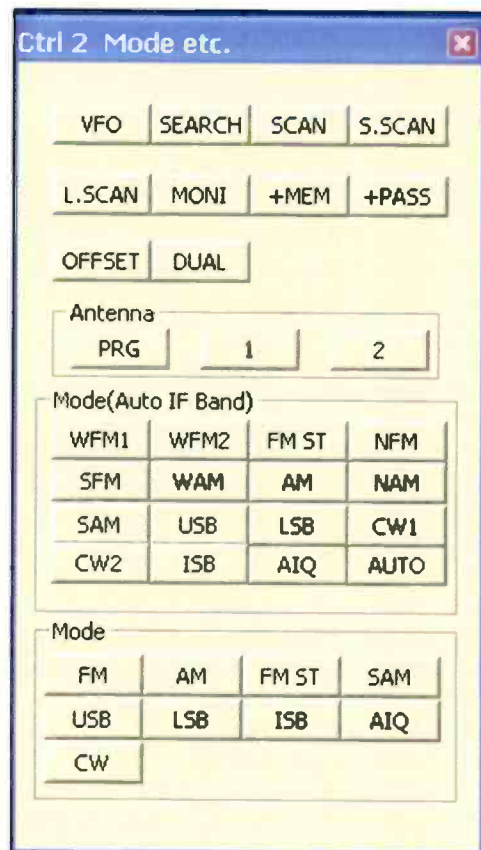 Ctrl 2 Mode etc.
VFO SEARCH SCAN S.SCAN
L.SCAN MONI +MEM +PASS
OFFSET DUAL
Antenna
PRG 1 2
Mode(Auto IF Band)
WFM1 WFM2 FM ST NFM
SFM WAM AM NAM
SAM USB LSB CW1
CW2 ISB AIQ AUTO
Mode
FM AM FM ST SAM
USB LSB ISB AIQ
CW